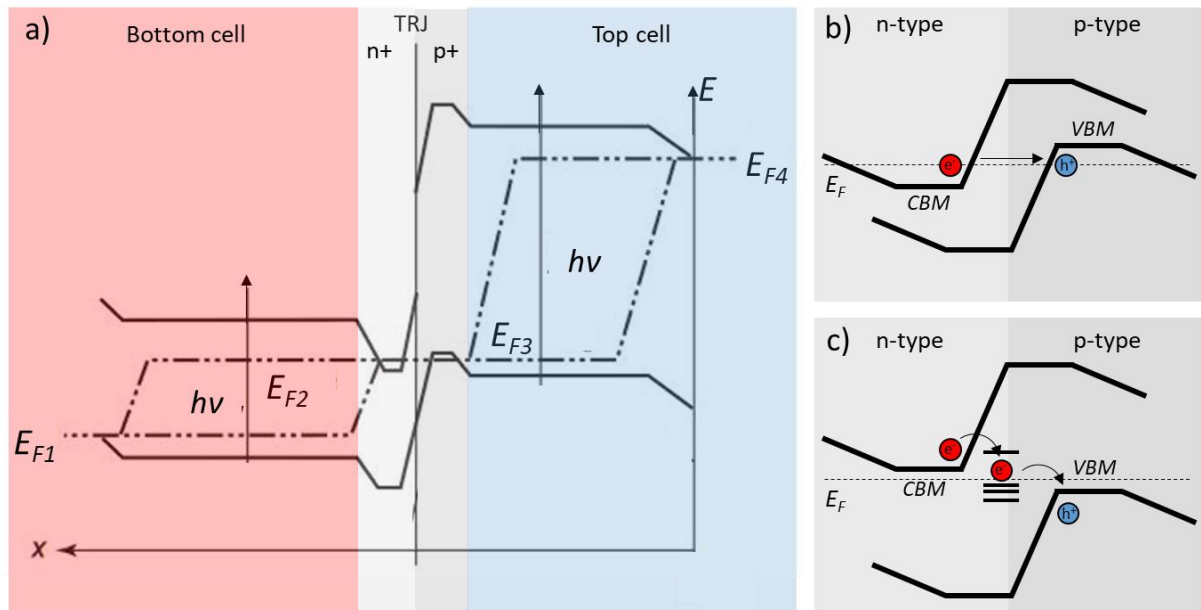 a)
Bottom cell
TRJ
n+
p+
Top cell
E
E_F4
hν
E_F3
E_F2
hν
E_F1
x
b)
n-type
p-type
VBM
e-
h+
E_F
CBM
c)
n-type
p-type
e-
e-
VBM
CBM
E_F
h+